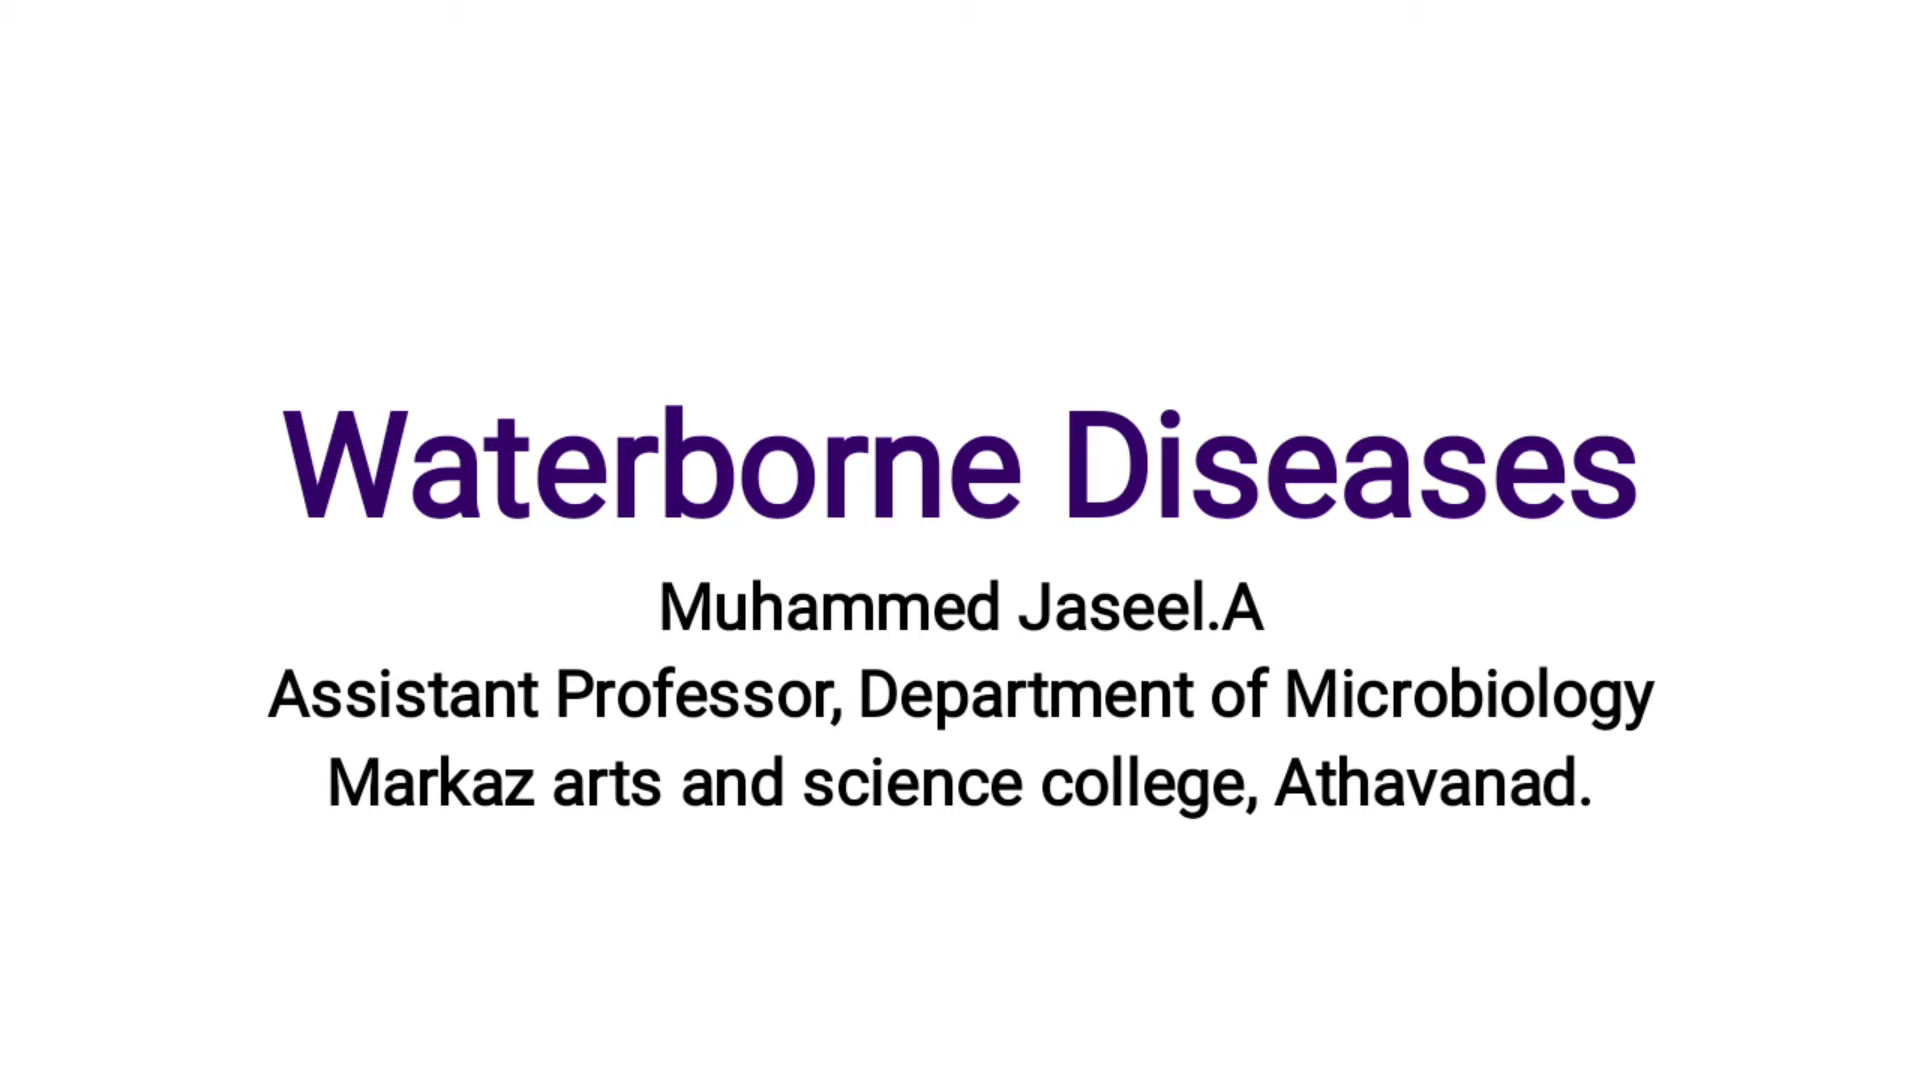 Waterborne Diseases
Muhammed Jaseel.A
Assistant Professor, Department of Microbiology
Markaz arts and science college, Athavanad.